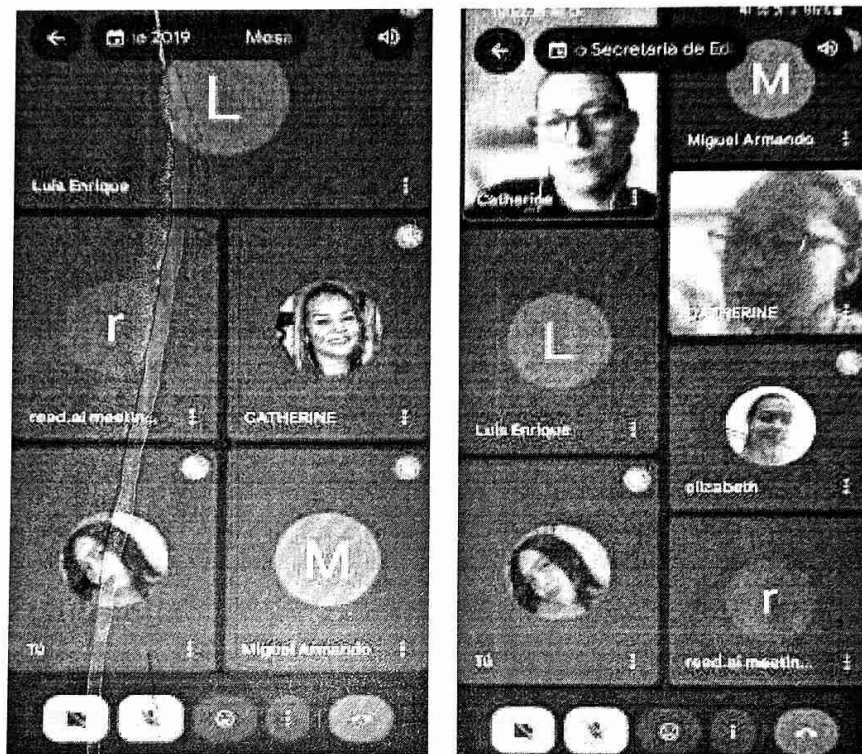 ie 2019 Mesa
L
Luis Enrique
r
read.ai meetin...
CATHERINE
Tú
M
Miguel Armando
o Secretaría de Ed
Catherine
M
Miguel Armando
CATHERINE
L
Luis Enrique
elizabeth
Tú
r
read.ai meetin...